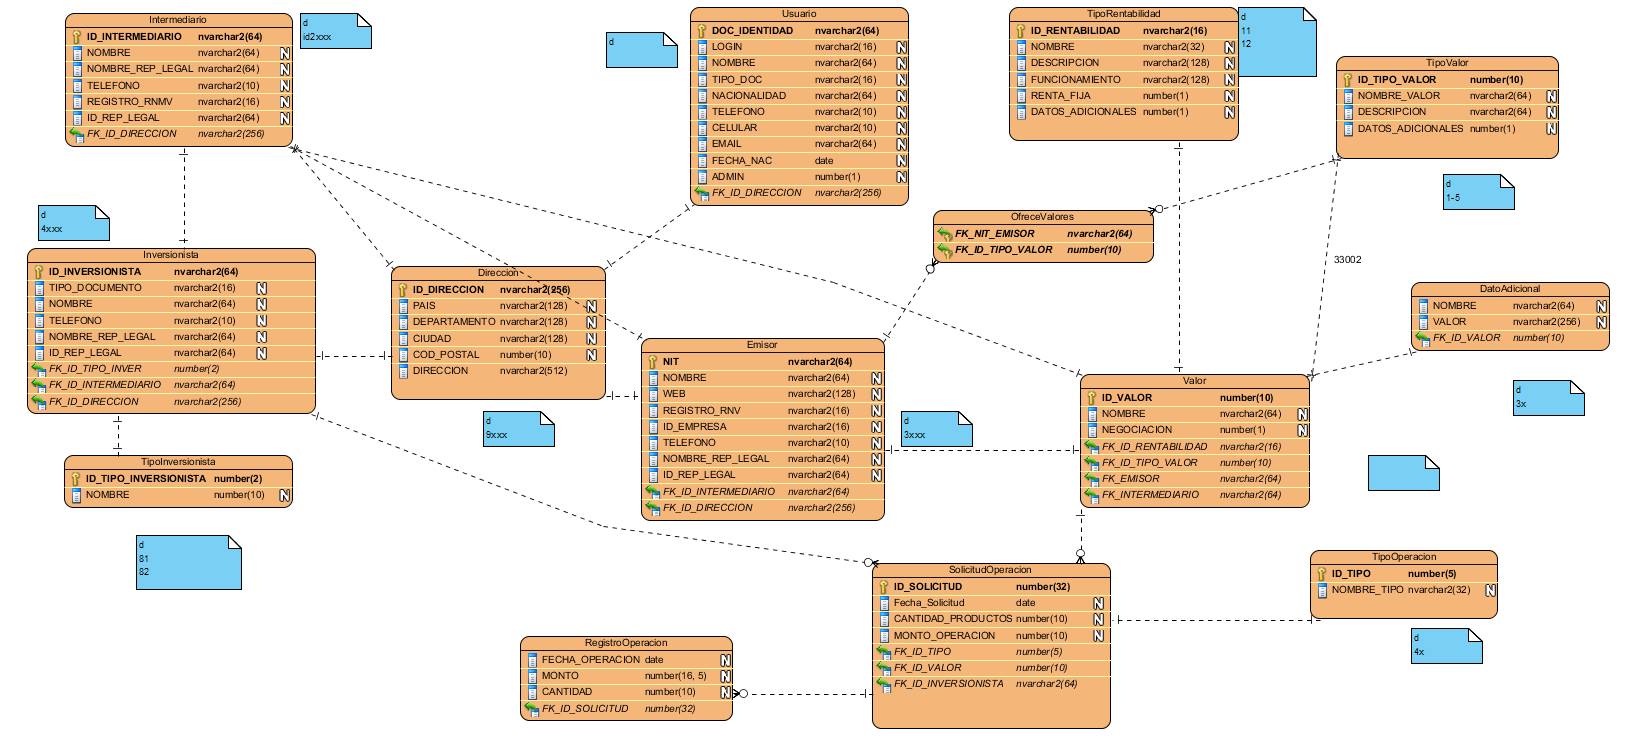 Intermediario
ID_INTERMEDIARIO nvarchar2(64)
NOMBRE nvarchar2(64) N
NOMBRE_REP_LEGAL nvarchar2(64) N
TELEFONO nvarchar2(10) N
REGISTRO_RNMV nvarchar2(16) N
ID_REP_LEGAL nvarchar2(64) N
FK_ID_DIRECCION nvarchar2(256)
d
id2xxx
d
Usuario
DOC_IDENTIDAD nvarchar2(64)
LOGIN nvarchar2(16) N
NOMBRE nvarchar2(64) N
TIPO_DOC nvarchar2(16) N
NACIONALIDAD nvarchar2(64) N
TELEFONO nvarchar2(10) N
CELULAR nvarchar2(10) N
EMAIL nvarchar2(64) N
FECHA_NAC date N
ADMIN number(1) N
FK_ID_DIRECCION nvarchar2(256)
TipoRentabilidad
ID_RENTABILIDAD nvarchar2(16)
NOMBRE nvarchar2(32) N
DESCRIPCION nvarchar2(128) N
FUNCIONAMIENTO nvarchar2(128) N
RENTA_FIJA number(1) N
DATOS_ADICIONALES number(1) N
d
11
12
TipoValor
ID_TIPO_VALOR number(10)
NOMBRE_VALOR nvarchar2(64) N
DESCRIPCION nvarchar2(64) N
DATOS_ADICIONALES number(1) N
d
1-5
d
4xxx
OfreceValores
FK_NIT_EMISOR nvarchar2(64)
FK_ID_TIPO_VALOR number(10)
33002
Inversionista
ID_INVERSIONISTA nvarchar2(64)
TIPO_DOCUMENTO nvarchar2(16) N
NOMBRE nvarchar2(64) N
TELEFONO nvarchar2(10) N
NOMBRE_REP_LEGAL nvarchar2(64) N
ID_REP_LEGAL nvarchar2(64) N
FK_ID_TIPO_INVER number(2)
FK_ID_INTERMEDIARIO nvarchar2(64)
FK_ID_DIRECCION nvarchar2(256)
Direccion
ID_DIRECCION nvarchar2(256)
PAIS nvarchar2(128) N
DEPARTAMENTO nvarchar2(128) N
CIUDAD nvarchar2(128) N
COD_POSTAL number(10) N
DIRECCION nvarchar2(512)
d
9xxx
Emisor
NIT nvarchar2(64)
NOMBRE nvarchar2(64) N
WEB nvarchar2(128) N
REGISTRO_RNV nvarchar2(16) N
ID_EMPRESA nvarchar2(16) N
TELEFONO nvarchar2(10) N
NOMBRE_REP_LEGAL nvarchar2(64) N
ID_REP_LEGAL nvarchar2(64) N
FK_ID_INTERMEDIARIO nvarchar2(64)
FK_ID_DIRECCION nvarchar2(256)
d
3xxx
DatoAdicional
NOMBRE nvarchar2(64) N
VALOR nvarchar2(256) N
FK_ID_VALOR number(10)
d
3x
Valor
ID_VALOR number(10)
NOMBRE nvarchar2(64) N
NEGOCIACION number(1) N
FK_ID_RENTABILIDAD nvarchar2(16)
FK_ID_TIPO_VALOR number(10)
FK_EMISOR nvarchar2(64)
FK_INTERMEDIARIO nvarchar2(64)
TipoInversionista
ID_TIPO_INVERSIONISTA number(2)
NOMBRE number(10) N
d
81
82
SolicitudOperacion
ID_SOLICITUD number(32)
Fecha_Solicitud date N
CANTIDAD_PRODUCTOS number(10) N
MONTO_OPERACION number(10) N
FK_ID_TIPO number(5)
FK_ID_VALOR number(10)
FK_ID_INVERSIONISTA nvarchar2(64)
TipoOperacion
ID_TIPO number(5)
NOMBRE_TIPO nvarchar2(32) N
d
4x
RegistroOperacion
FECHA_OPERACION date N
MONTO number(16, 5) N
CANTIDAD number(10) N
FK_ID_SOLICITUD number(32)